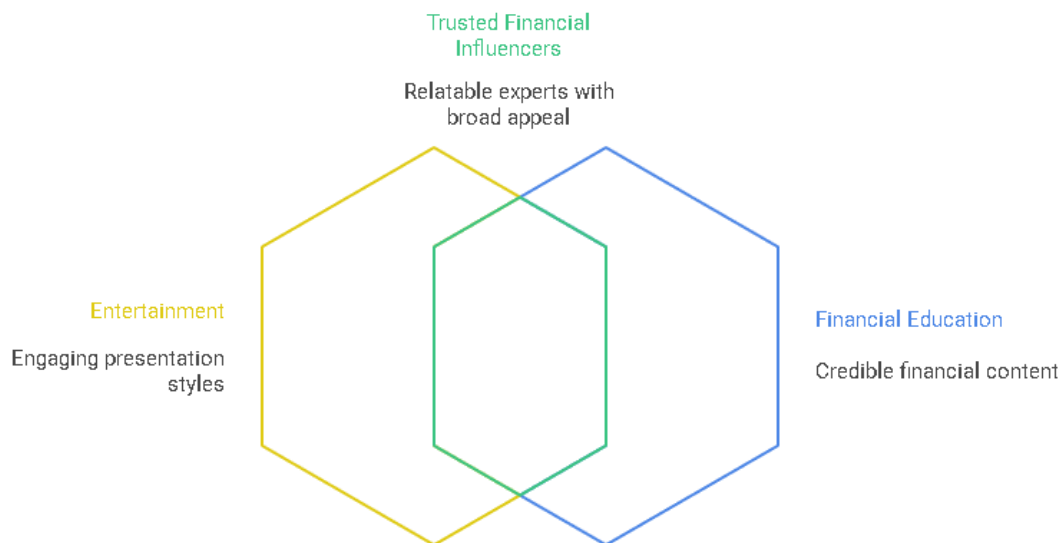 Trusted Financial
Influencers
Relatable experts with
broad appeal
Entertainment
Engaging presentation
styles
Financial Education
Credible financial content